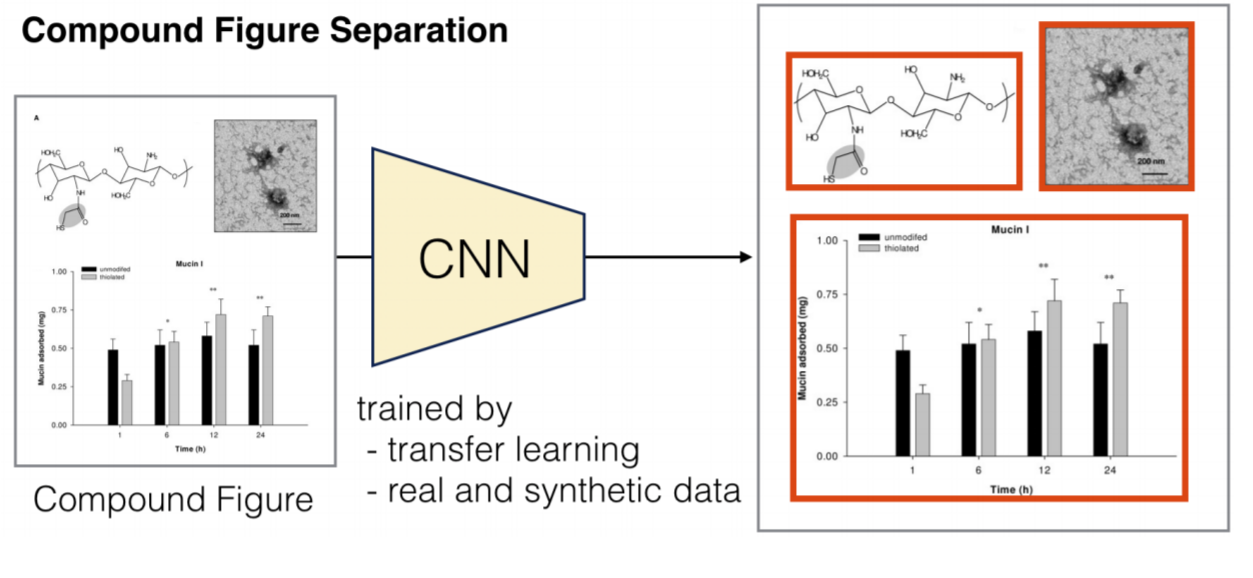 Compound Figure Separation
A
HOH₂C
O
HO
NH
HS
O
O
HO
NH₂
HOH₂C
O
O
200 nm
Mucin I
unmodifed
thiolated
Mucin adsorbed (mg)
1.00
0.75
0.50
0.25
0.00
*
**
**
1 6 12 24
Time (h)
Compound Figure
CNN
trained by
- transfer learning
- real and synthetic data
HOH₂C
O
HO
NH
HS
O
O
HO
NH₂
HOH₂C
O
O
200 nm
Mucin I
unmodifed
thiolated
Mucin adsorbed (mg)
1.00
0.75
0.50
0.25
0.00
*
**
**
1 6 12 24
Time (h)